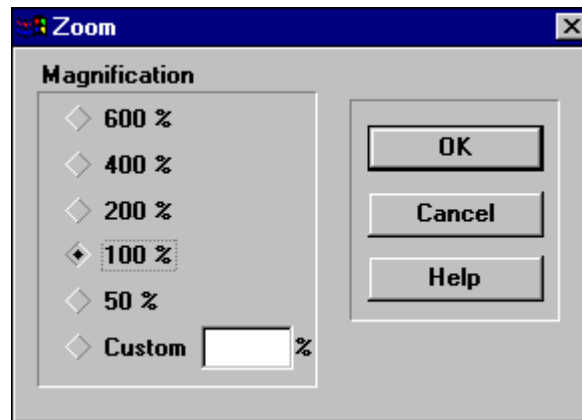 Zoom
Magnification
600 %
400 %
200 %
100 %
50 %
Custom %
OK
Cancel
Help